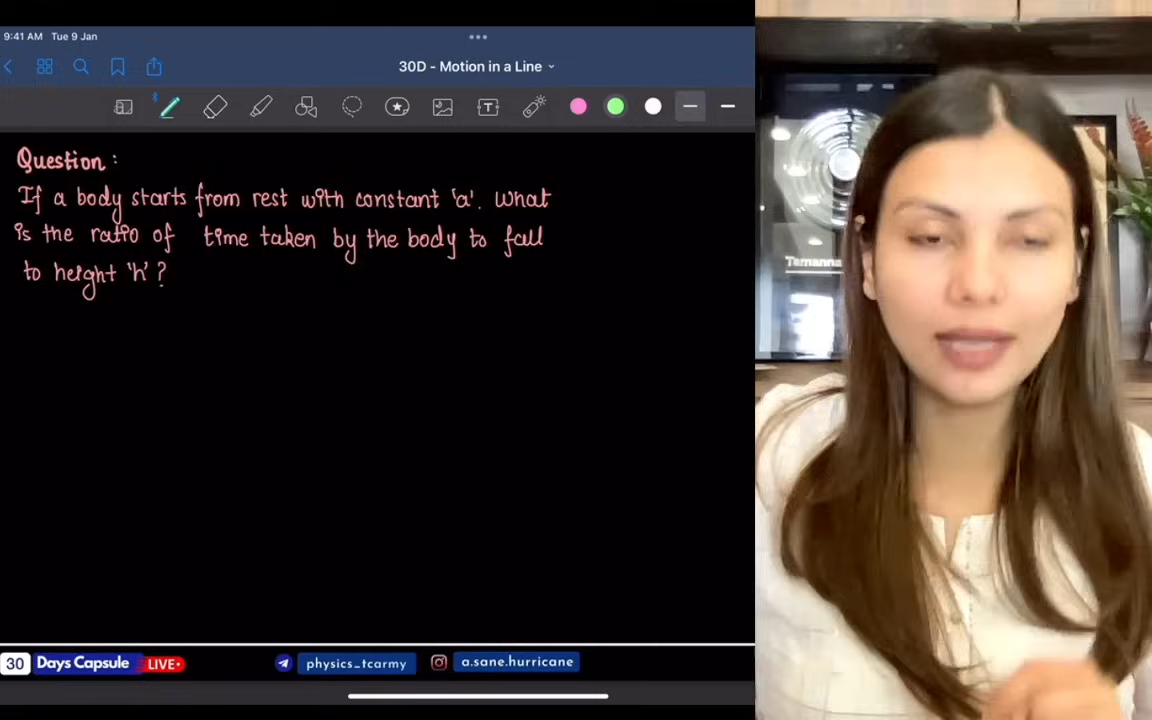 9:41 AM Tue 9 Jan
30D - Motion in a Line
Question:
If a body starts from rest with constant 'a'. What
is the ratio of time taken by the body to fall
to height 'h'?
Tamanna
30 Days Capsule LIVE
physics_tcarmy
a.sane.hurricane